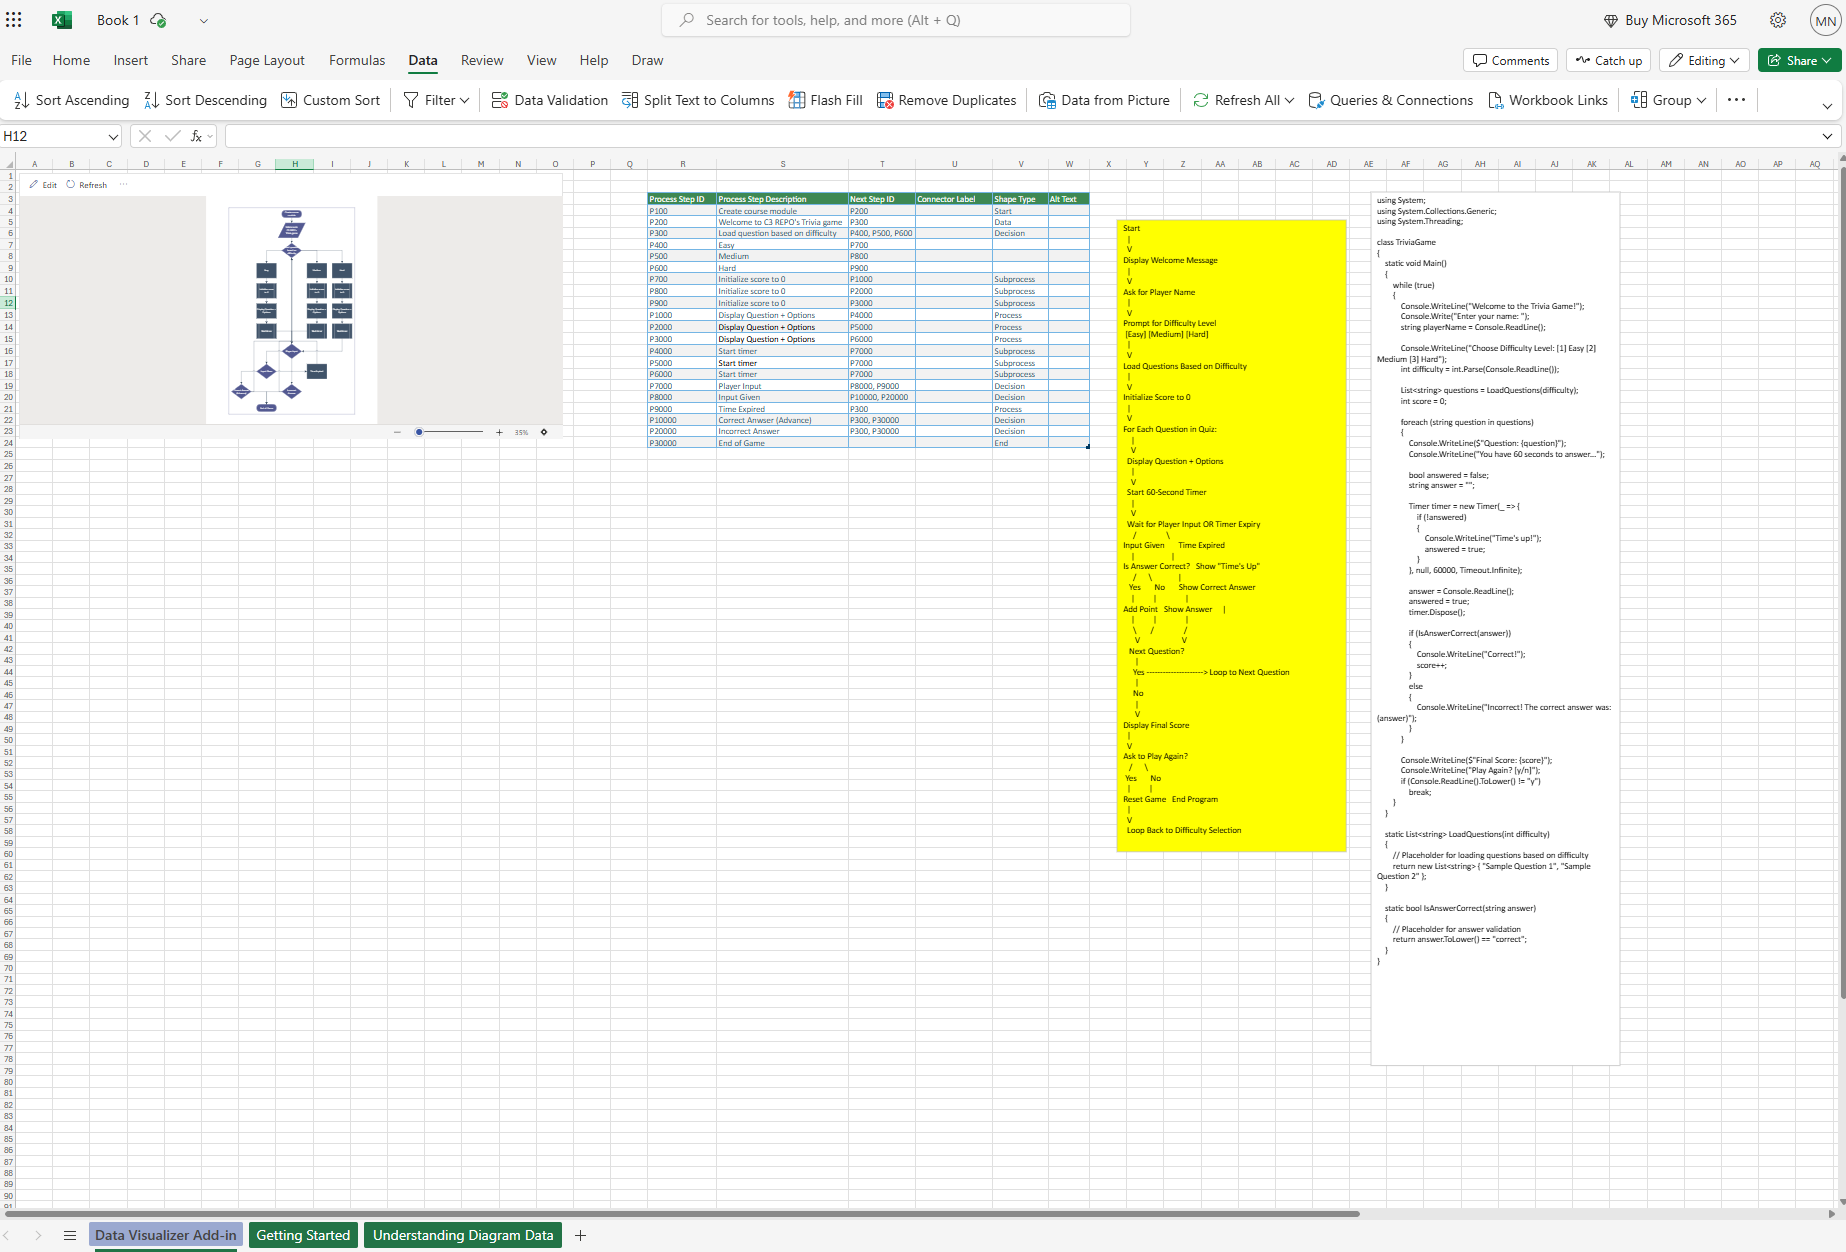 Book 1
Search for tools, help, and more (Alt + Q)
Buy Microsoft 365
MN
File Home Insert Share Page Layout Formulas Data Review View Help Draw
Comments Catch up Editing Share
Sort Ascending Sort Descending Custom Sort Filter Data Validation Split Text to Columns Flash Fill Remove Duplicates Data from Picture Refresh All Queries & Connections Workbook Links Group ...
H12
fx
A B C D E F G H I J K L M N O P Q R S T U V W X Y Z AA AB AC AD AE AF AG AH AI AJ AK AL AM AN AO AP AQ
Edit Refresh ...
35%
Process Step ID Process Step Description Next Step ID Connector Label Shape Type Alt Text
P100 Create course module P200 Start
P200 Welcome to C3 REPO's Trivia game P300 Data
P300 Load question based on difficulty P400, P500, P600 Decision
P400 Easy P700
P500 Medium P800
P600 Hard P900
P700 Initialize score to 0 P1000 Subprocess
P800 Initialize score to 0 P2000 Subprocess
P900 Initialize score to 0 P3000 Subprocess
P1000 Display Question + Options P4000 Process
P2000 Display Question + Options P5000 Process
P3000 Display Question + Options P6000 Process
P4000 Start timer P7000 Subprocess
P5000 Start timer P7000 Subprocess
P6000 Start timer P7000 Subprocess
P7000 Player Input P8000, P9000 Decision
P8000 Input Given P10000, P20000 Decision
P9000 Time Expired P300 Process
P10000 Correct Anwser (Advance) P300, P30000 Decision
P20000 Incorrect Answer P300, P30000 Decision
P30000 End of Game End
Start
|
V
Display Welcome Message
|
V
Ask for Player Name
|
V
Prompt for Difficulty Level
[Easy] [Medium] [Hard]
|
V
Load Questions Based on Difficulty
|
V
Initialize Score to 0
|
V
For Each Question in Quiz:
|
V
Display Question + Options
|
V
Start 60-Second Timer
|
V
Wait for Player Input OR Timer Expiry
/ \
Input Given Time Expired
| |
Is Answer Correct? Show "Time's Up"
/ \ |
Yes No Show Correct Answer
| | |
Add Point Show Answer |
| | |
\ / /
V V
Next Question?
|
Yes ---------------------> Loop to Next Question
|
No
|
V
Display Final Score
|
V
Ask to Play Again?
/ \
Yes No
| |
Reset Game End Program
|
V
Loop Back to Difficulty Selection
using System;
using System.Collections.Generic;
using System.Threading;
class TriviaGame
{
static void Main()
{
while (true)
{
Console.WriteLine("Welcome to the Trivia Game!");
Console.Write("Enter your name: ");
string playerName = Console.ReadLine();
Console.WriteLine("Choose Difficulty Level: [1] Easy [2]
Medium [3] Hard");
int difficulty = int.Parse(Console.ReadLine());
List<string> questions = LoadQuestions(difficulty);
int score = 0;
foreach (string question in questions)
{
Console.WriteLine($"Question: {question}");
Console.WriteLine("You have 60 seconds to answer...");
bool answered = false;
string answer = "";
Timer timer = new Timer(_ => {
if (!answered)
{
Console.WriteLine("Time's up!");
answered = true;
}
}, null, 60000, Timeout.Infinite);
answer = Console.ReadLine();
answered = true;
timer.Dispose();
if (IsAnswerCorrect(answer))
{
Console.WriteLine("Correct!");
score++;
}
else
{
Console.WriteLine("Incorrect! The correct answer was:
{answer}");
}
}
Console.WriteLine($"Final Score: {score}");
Console.WriteLine("Play Again? [y/n]");
if (Console.ReadLine().ToLower() != "y")
break;
}
}
static List<string> LoadQuestions(int difficulty)
{
// Placeholder for loading questions based on difficulty
return new List<string> { "Sample Question 1", "Sample
Question 2" };
}
static bool IsAnswerCorrect(string answer)
{
// Placeholder for answer validation
return answer.ToLower() == "correct";
}
}
Data Visualizer Add-in Getting Started Understanding Diagram Data +